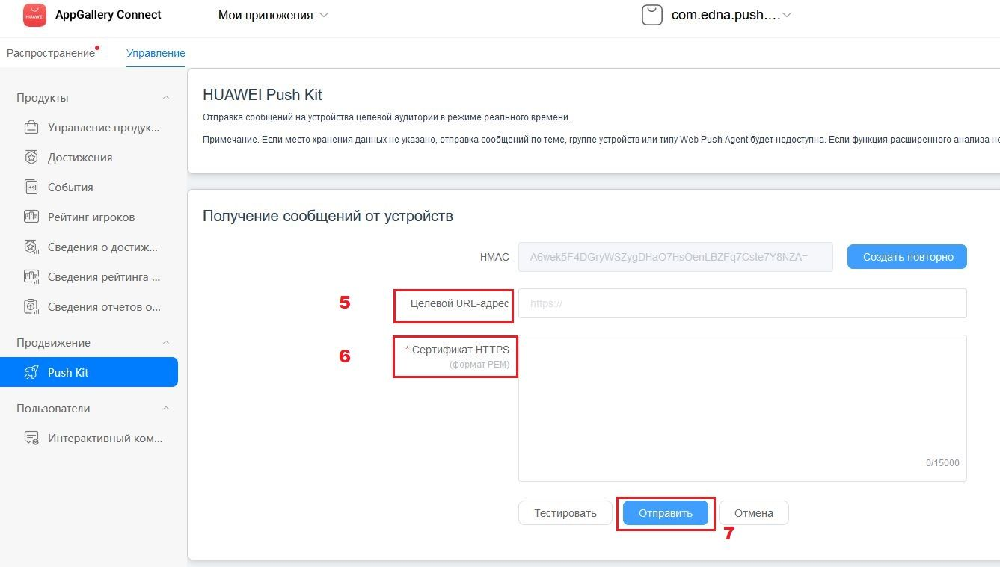 HUAWEI
AppGallery Connect
Мои приложения
com.edna.push....
Распространение
Управление
Продукты
Управление продук...
Достижения
События
Рейтинг игроков
Сведения о достиж...
Сведения рейтинга ...
Сведения отчетов о...
Продвижение
Push Kit
Пользователи
Интерактивный ком...
HUAWEI Push Kit
Отправка сообщений на устройства целевой аудитории в режиме реального времени.
Примечание. Если место хранения данных не указано, отправка сообщений по теме, группе устройств или типу Web Push Agent будет недоступна. Если функция расширенного анализа не
Получение сообщений от устройств
HMAC
A6wek5F4DGryWSZygDHaO7HsOenLBZFq7Cste7Y8NZA=
Создать повторно
5
Целевой URL-адрес
https://
6
* Сертификат HTTPS
(формат PEM)
0/15000
Тестировать
Отправить
Отмена
7